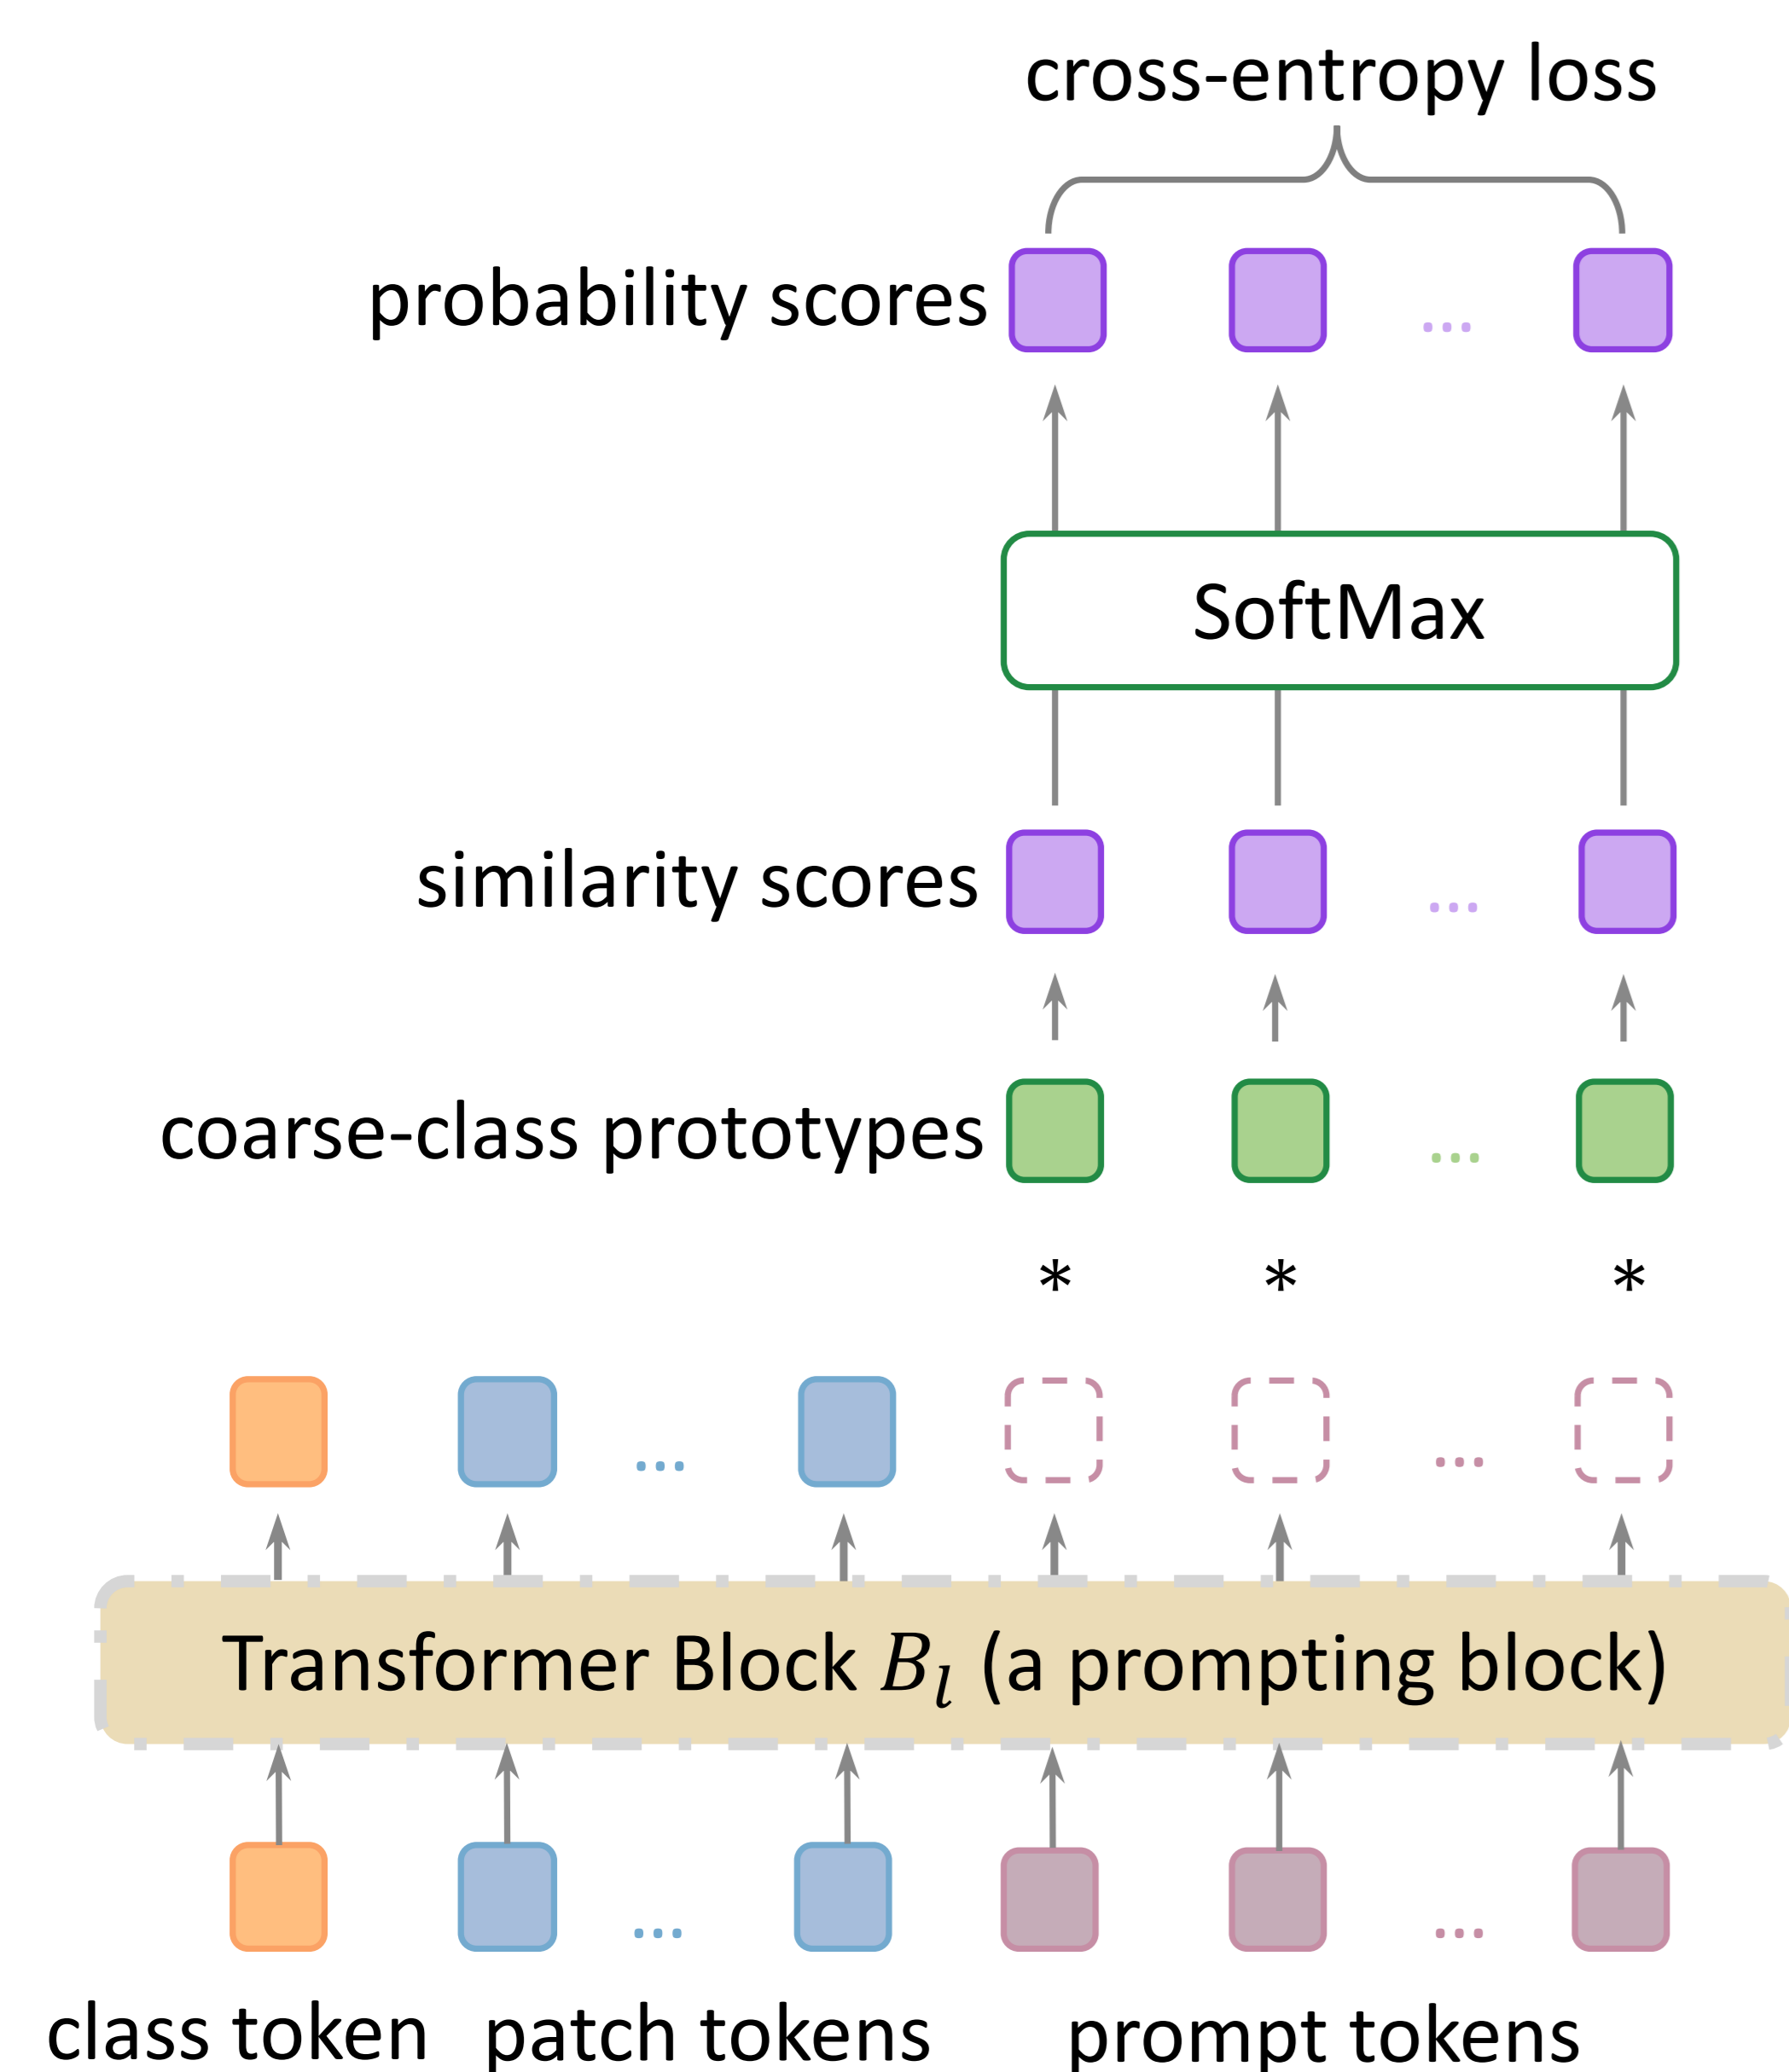 cross-entropy loss
probability scores
...
SoftMax
similarity scores
...
coarse-class prototypes
...
* * *
... ...
Transformer Block B_l (a prompting block)
... ...
class token patch tokens prompt tokens